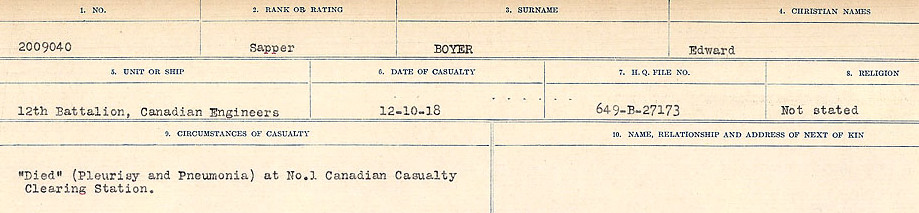 1. NO. 2. RANK OR RATING 3. SURNAME 4. CHRISTIAN NAMES
2009040 Sapper BOYER Edward
5. UNIT OR SHIP 6. DATE OF CASUALTY 7. H. Q. FILE NO. 8. RELIGION
12th Battalion, Canadian Engineers 12-10-18 649-B-27173 Not stated
9. CIRCUMSTANCES OF CASUALTY 10. NAME, RELATIONSHIP AND ADDRESS OF NEXT OF KIN
"Died" (Pleurisy and Pneumonia) at No.1 Canadian Casualty
Clearing Station.